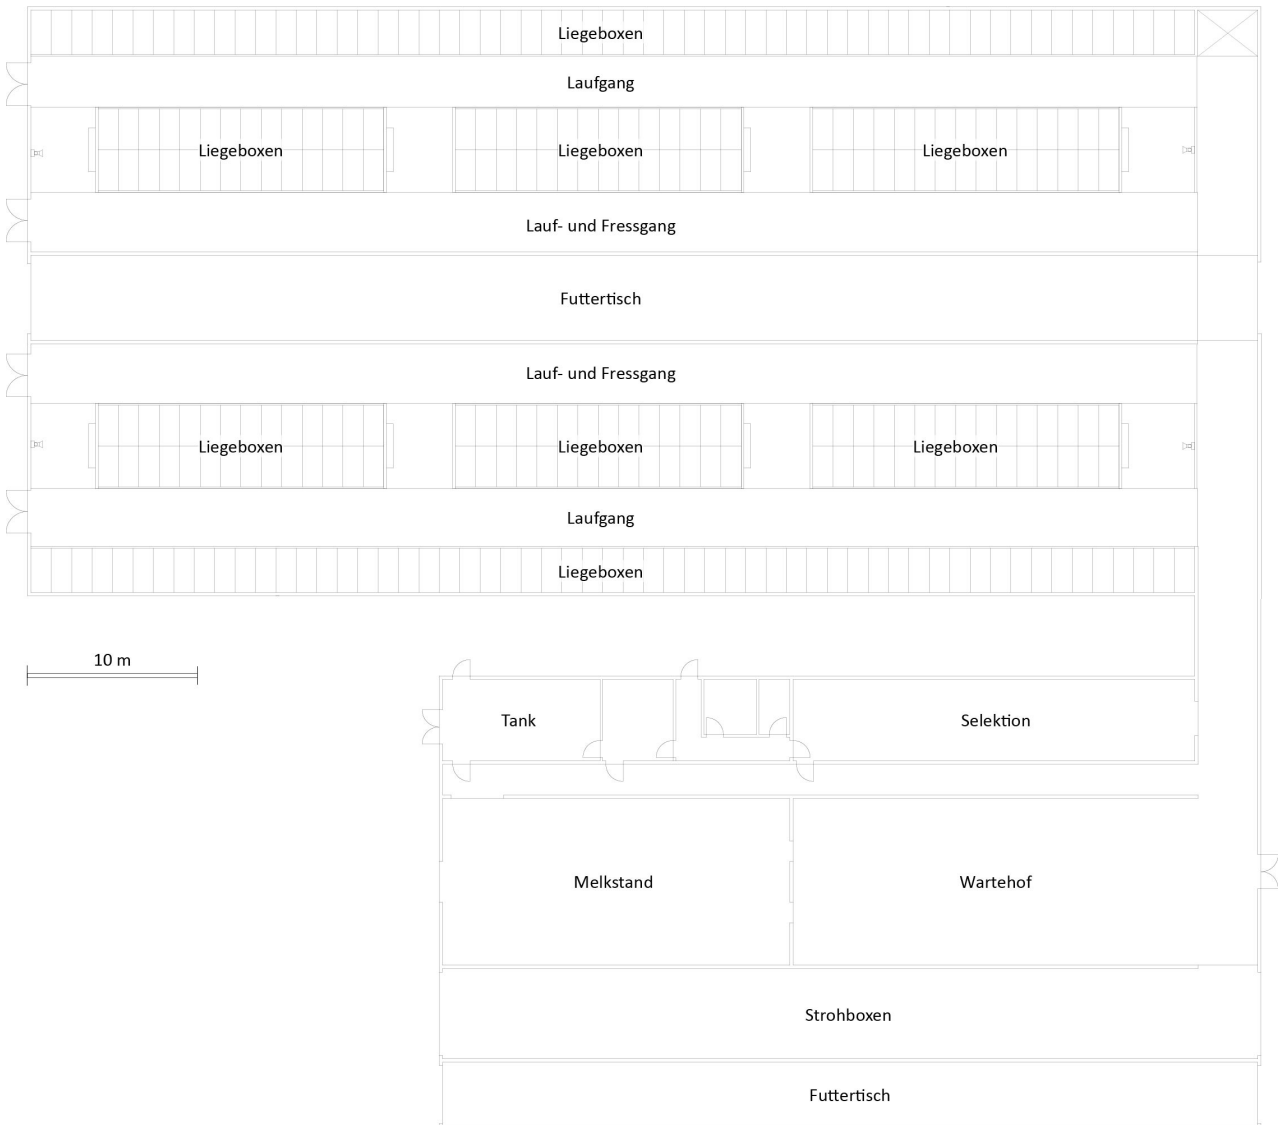 Liegeboxen
Laufgang
Liegeboxen
Liegeboxen
Liegeboxen
Lauf- und Fressgang
Futtertisch
Lauf- und Fressgang
Liegeboxen
Liegeboxen
Liegeboxen
Laufgang
Liegeboxen
10 m
Tank
Selektion
Melkstand
Wartehof
Strohboxen
Futtertisch